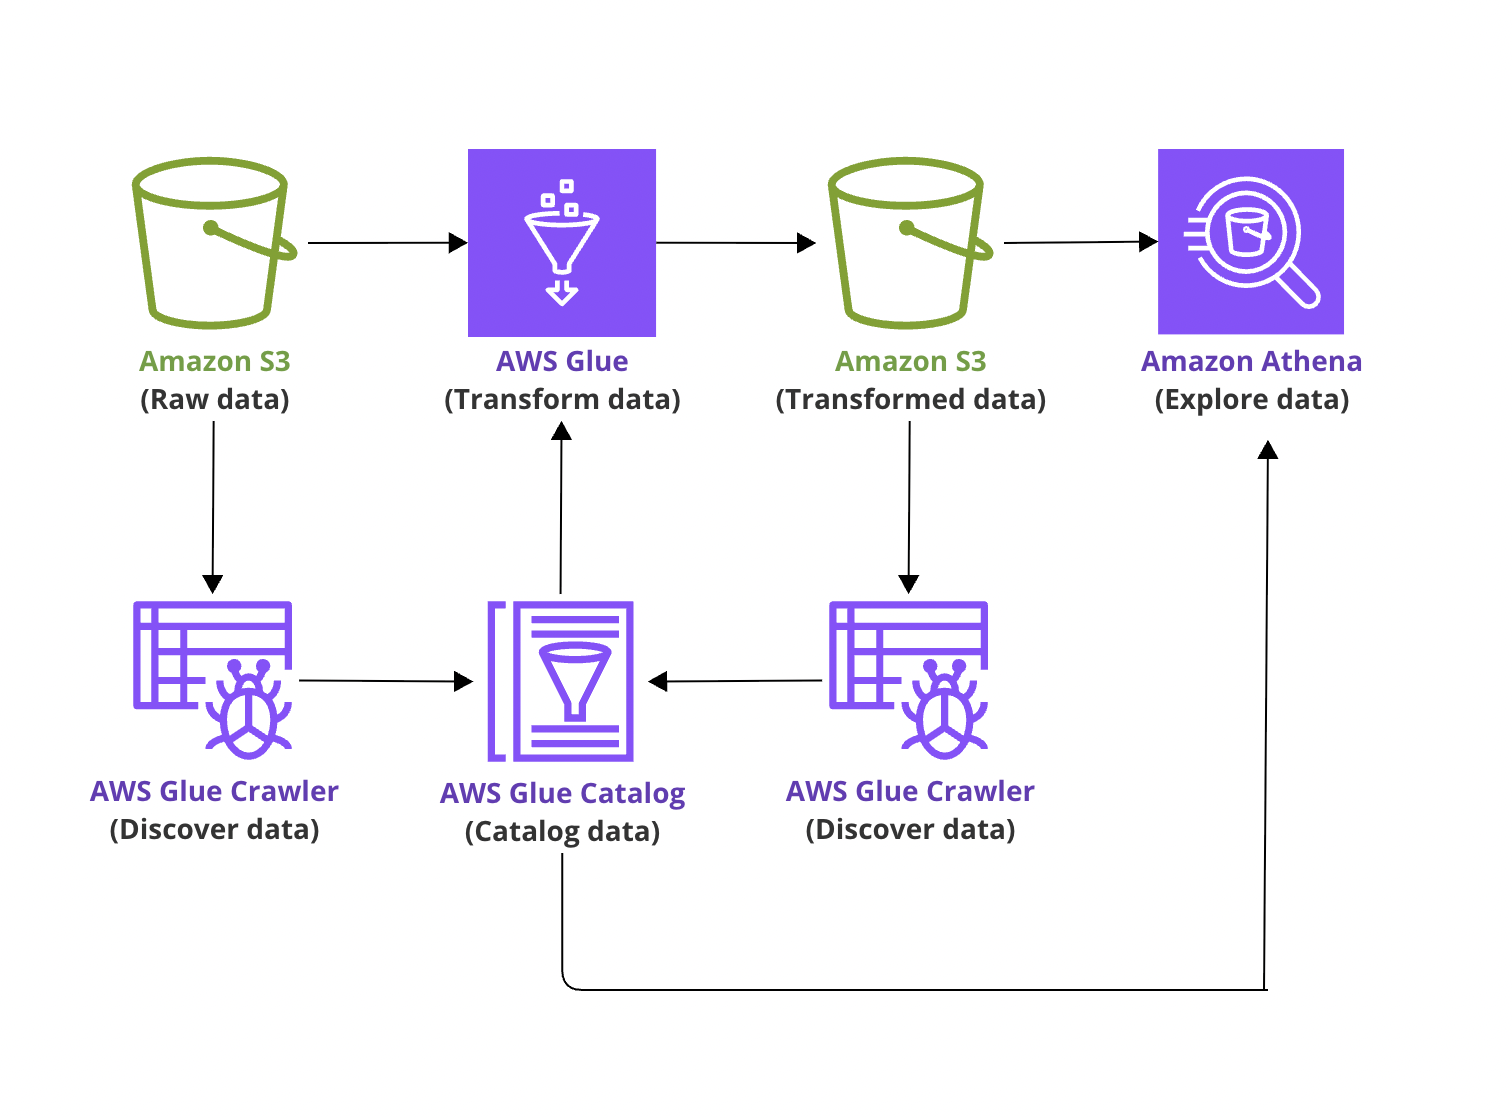 Amazon S3
(Raw data)
AWS Glue
(Transform data)
Amazon S3
(Transformed data)
Amazon Athena
(Explore data)
AWS Glue Crawler
(Discover data)
AWS Glue Catalog
(Catalog data)
AWS Glue Crawler
(Discover data)